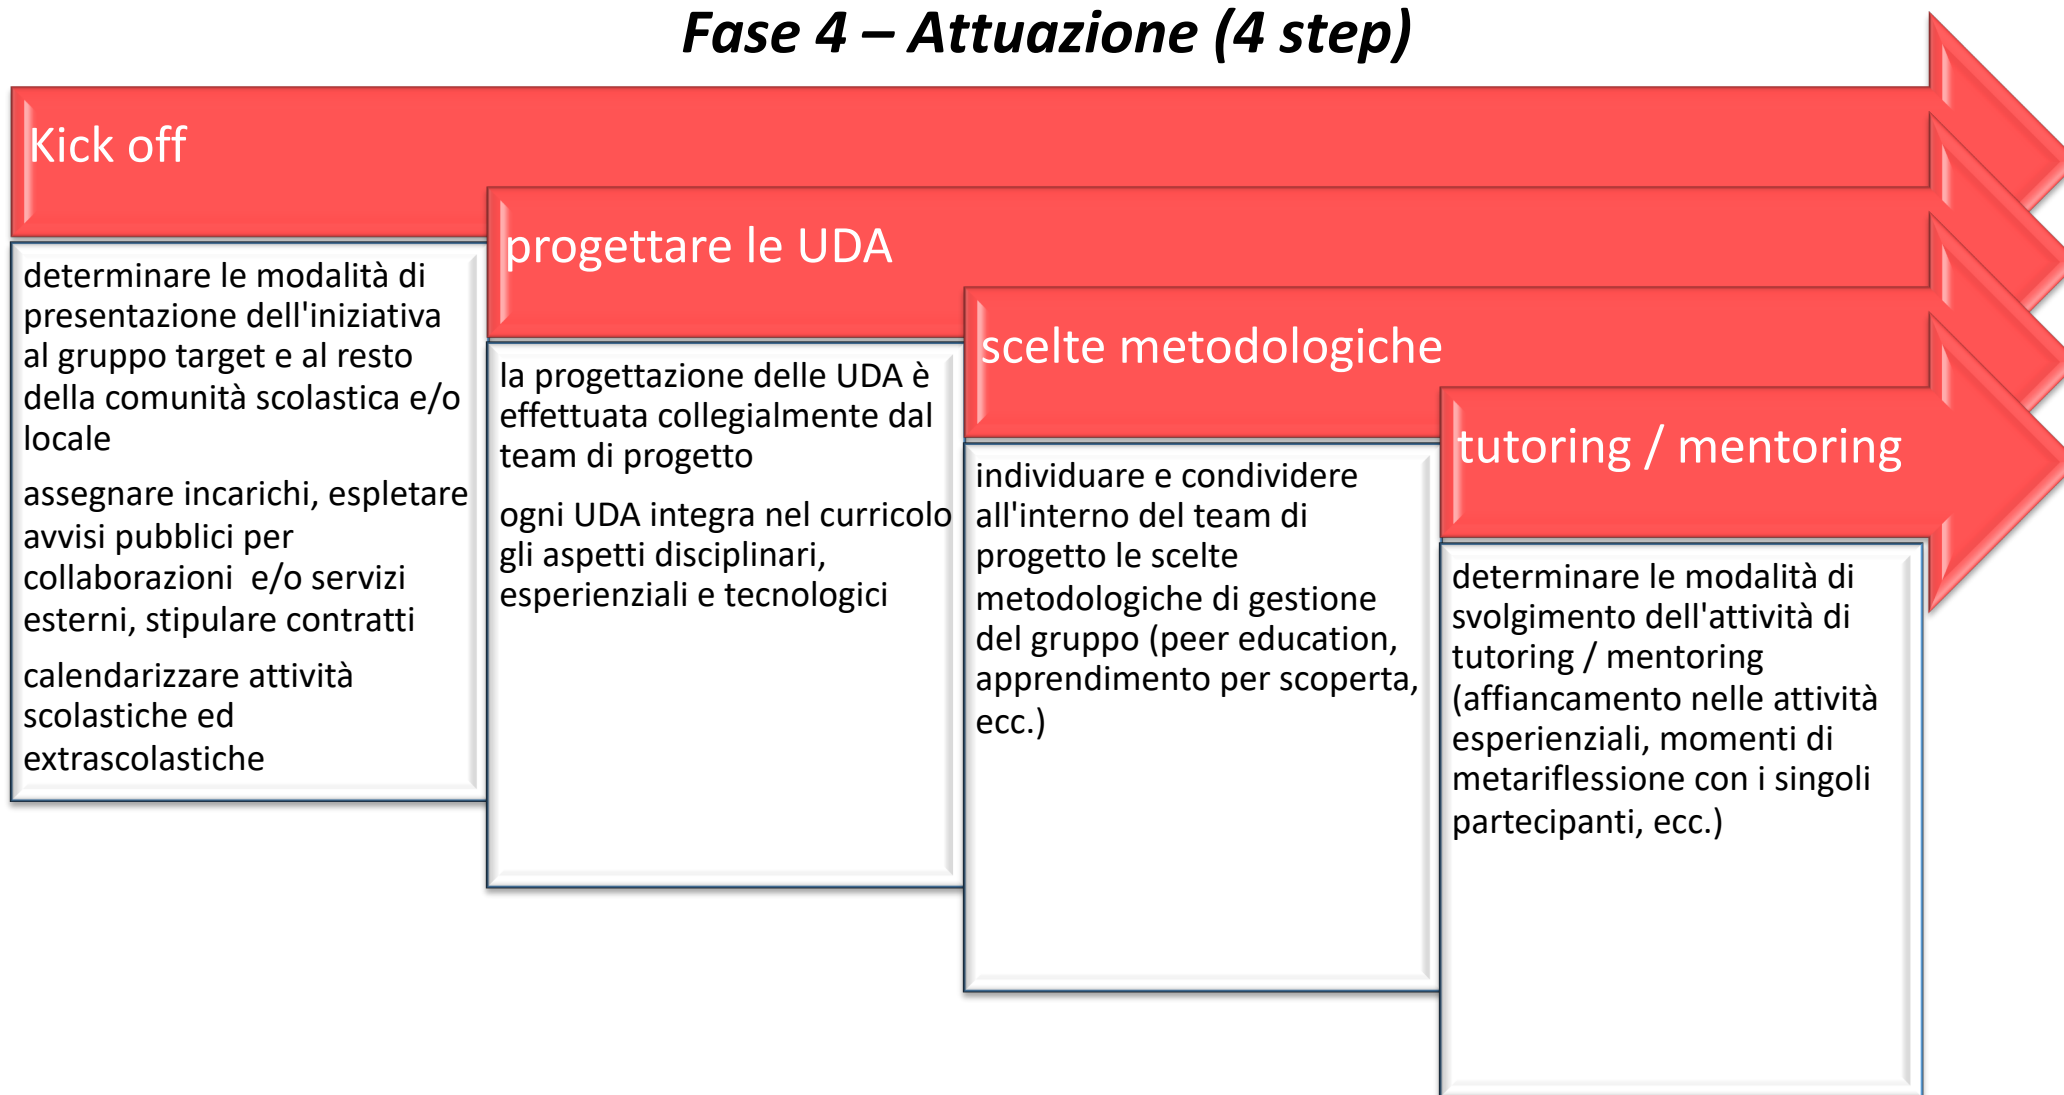 Fase 4 – Attuazione (4 step)
Kick off
determinare le modalità di
presentazione dell'iniziativa
al gruppo target e al resto
della comunità scolastica e/o
locale
assegnare incarichi, espletare
avvisi pubblici per
collaborazioni  e/o servizi
esterni, stipulare contratti
calendarizzare attività
scolastiche ed
extrascolastiche
progettare le UDA
la progettazione delle UDA è
effettuata collegialmente dal
team di progetto
ogni UDA integra nel curricolo
gli aspetti disciplinari,
esperienziali e tecnologici
scelte metodologiche
individuare e condividere
all'interno del team di
progetto le scelte
metodologiche di gestione
del gruppo (peer education,
apprendimento per scoperta,
ecc.)
tutoring / mentoring
determinare le modalità di
svolgimento dell'attività di
tutoring / mentoring
(affiancamento nelle attività
esperienziali, momenti di
metariflessione con i singoli
partecipanti, ecc.)